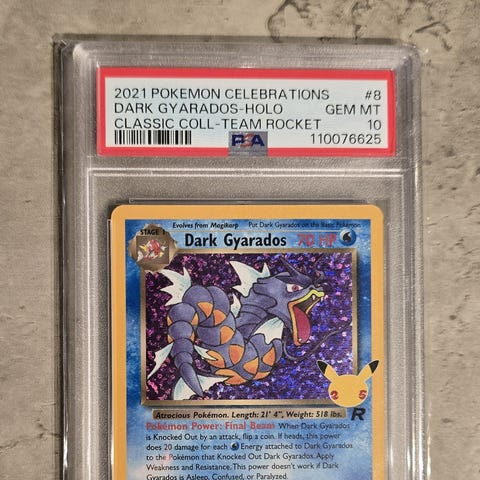 2021 POKEMON CELEBRATIONS #8
DARK GYARADOS-HOLO GEM MT
CLASSIC COLL-TEAM ROCKET 10
PSA 110076625
Evolves from Magikarp Put Dark Gyarados on the Basic Pokémon
STAGE 1
Dark Gyarados 70 HP
25
Atrocious Pokémon. Length: 21' 4", Weight: 518 lbs.
R
Pokémon Power: Final Beam When Dark Gyarados
is Knocked Out by an attack, flip a coin. If heads, this power
does 20 damage for each Energy attached to Dark Gyarados
to the Pokémon that Knocked Out Dark Gyarados. Apply
Weakness and Resistance. This power doesn't work if Dark
Gyarados is Asleep, Confused, or Paralyzed.